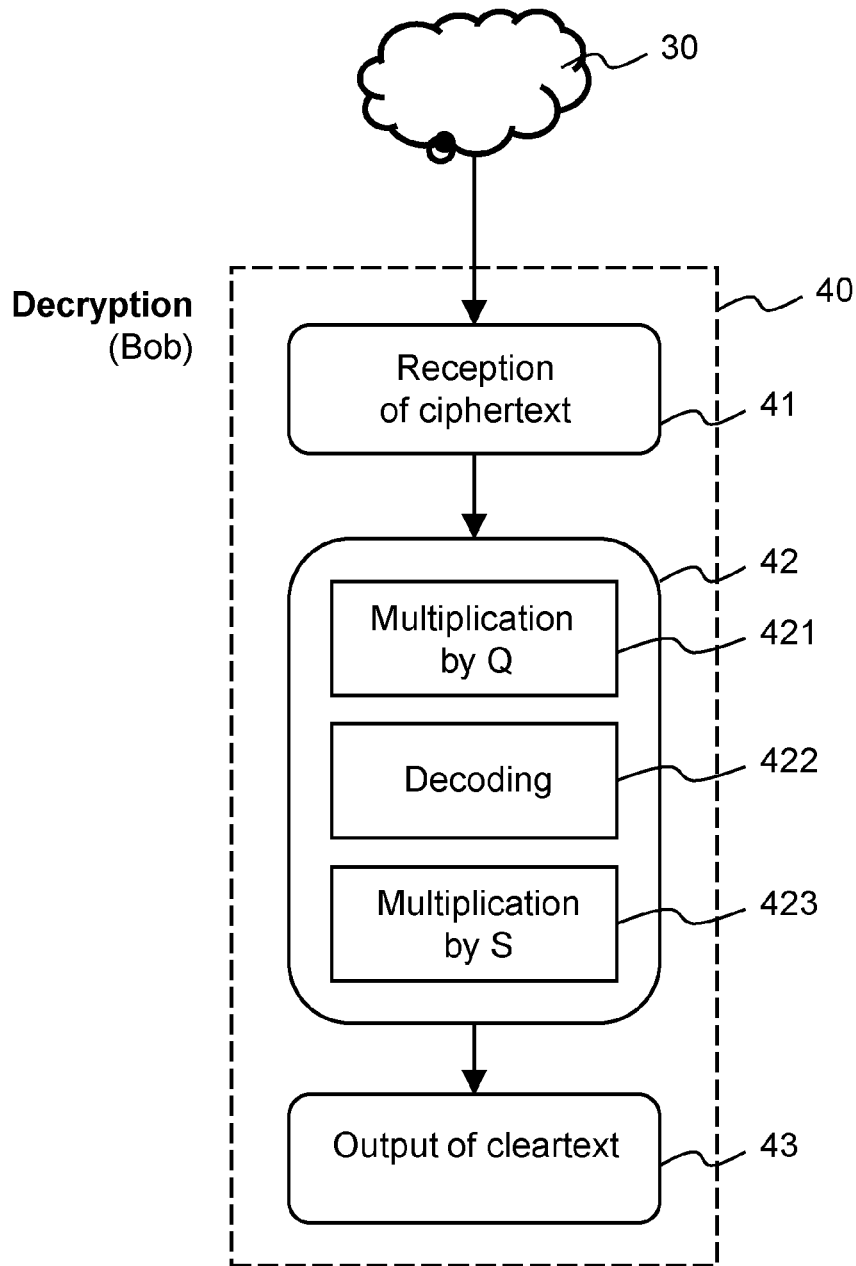 30
Decryption
(Bob)
40
Reception
of ciphertext
41
42
Multiplication
by Q
421
Decoding
422
Multiplication
by S
423
Output of cleartext
43